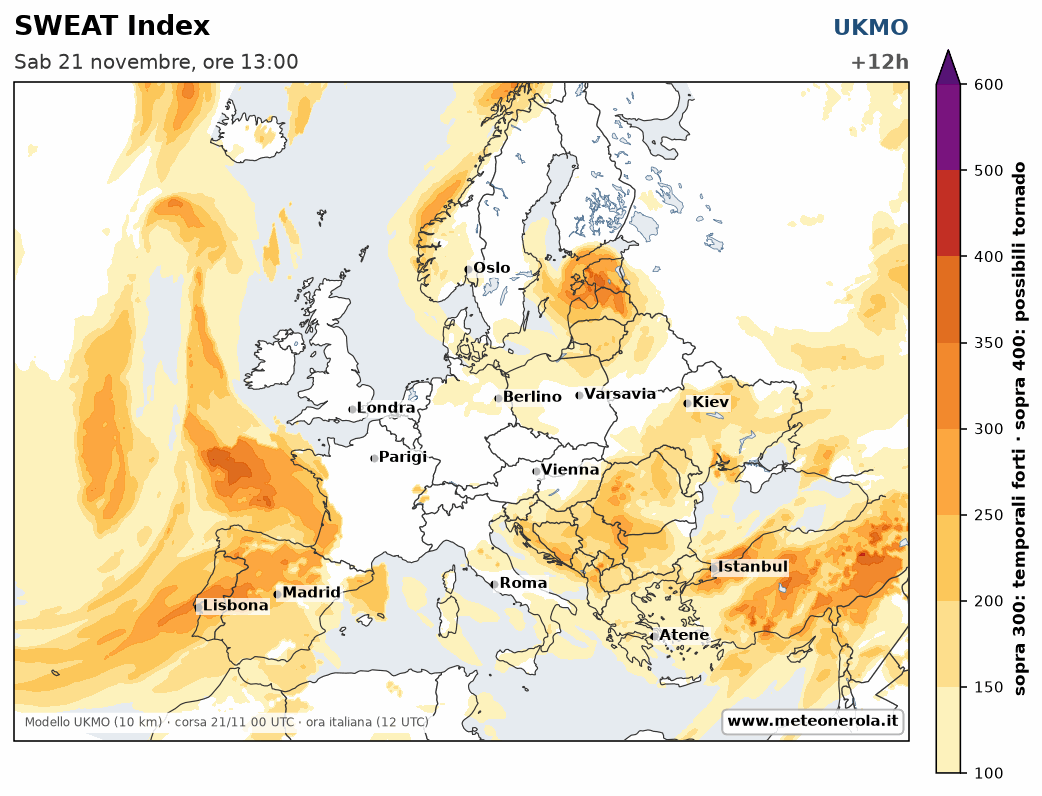 SWEAT Index
UKMO
Sab 21 novembre, ore 13:00
+12h
600
500
400
350
300
250
200
150
100
sopra 300: temporali forti · sopra 400: possibili tornado
Oslo
Londra
Berlino
Varsavia
Kiev
Parigi
Vienna
Istanbul
Roma
Madrid
Lisbona
Atene
Modello UKMO (10 km) · corsa 21/11 00 UTC · ora italiana (12 UTC)
www.meteonerola.it